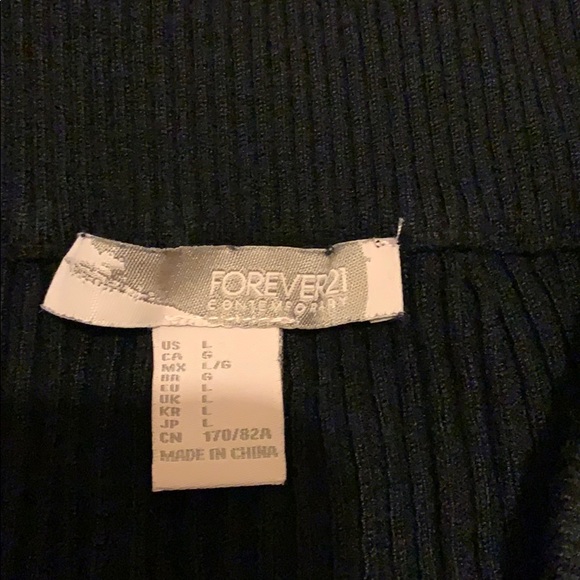 FOREVER21
CONTEMPORARY
US L
CA G
MX L/G
BR G
EU L
UK L
KR L
JP L
CN 170/82A
MADE IN CHINA